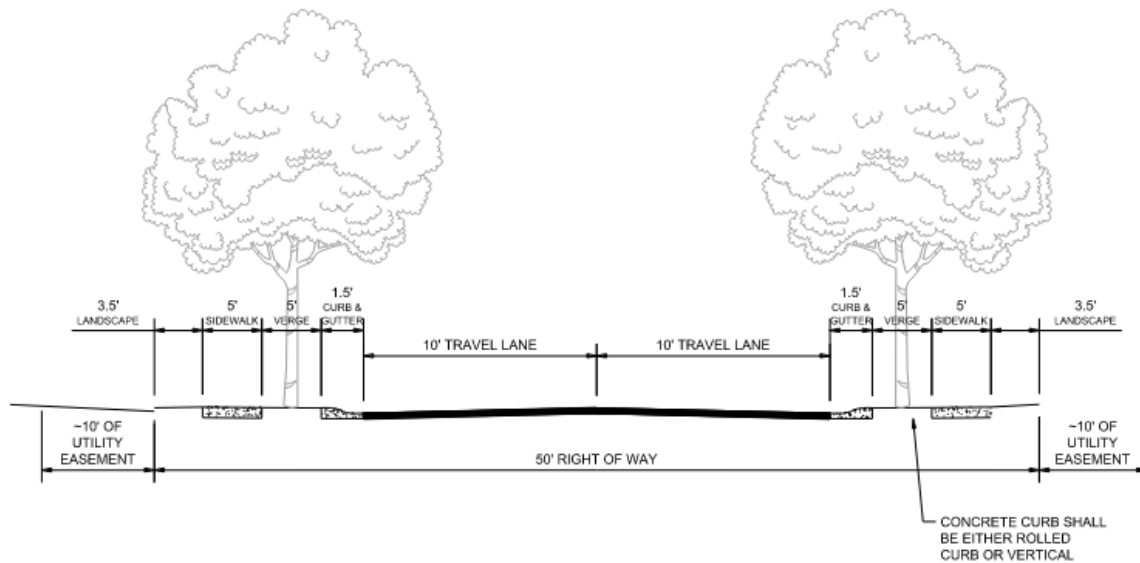 3.5'
LANDSCAPE
5'
SIDEWALK
5'
VERGE
1.5'
CURB &
GUTTER
1.5'
CURB &
GUTTER
5'
VERGE
5'
SIDEWALK
3.5'
LANDSCAPE
10' TRAVEL LANE
10' TRAVEL LANE
~10' OF
UTILITY
EASEMENT
50' RIGHT OF WAY
~10' OF
UTILITY
EASEMENT
CONCRETE CURB SHALL
BE EITHER ROLLED
CURB OR VERTICAL